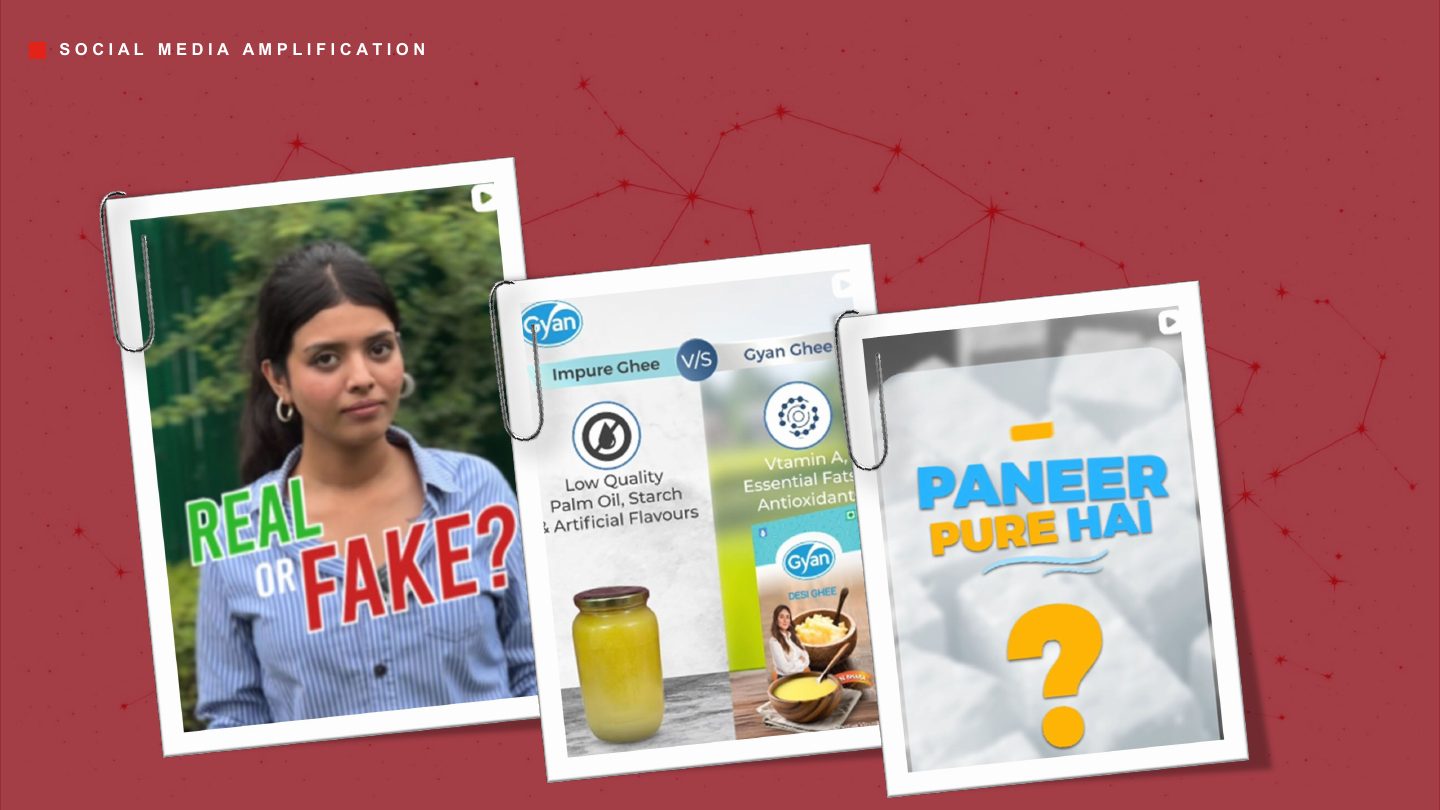 SOCIAL MEDIA AMPLIFICATION
REAL
OR FAKE?
Gyan
Impure Ghee
V/S
Gyan Ghee
Low Quality
Palm Oil, Starch
& Artificial Flavours
Vtamin A,
Essential Fats
Antioxidant
Gyan
DESI GHEE
PANEER
PURE HAI
?